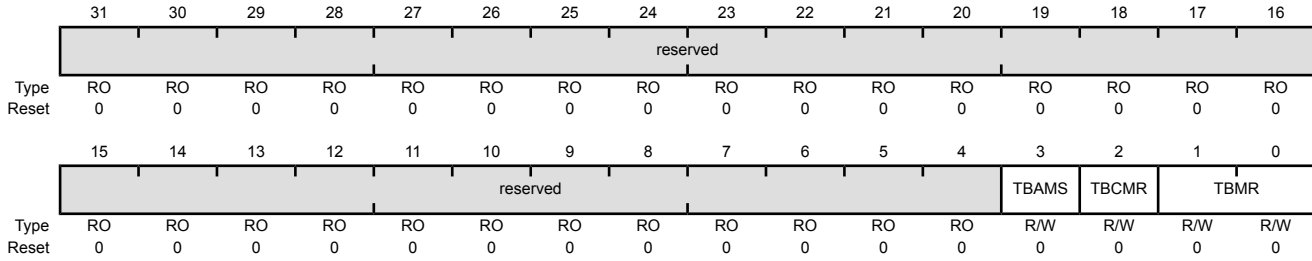 31 30 29 28 27 26 25 24 23 22 21 20 19 18 17 16
reserved
Type RO RO RO RO RO RO RO RO RO RO RO RO RO RO RO RO
Reset 0 0 0 0 0 0 0 0 0 0 0 0 0 0 0 0
15 14 13 12 11 10 9 8 7 6 5 4 3 2 1 0
reserved TBAMS TBCMR TBMR
Type RO RO RO RO RO RO RO RO RO RO RO RO R/W R/W R/W R/W
Reset 0 0 0 0 0 0 0 0 0 0 0 0 0 0 0 0